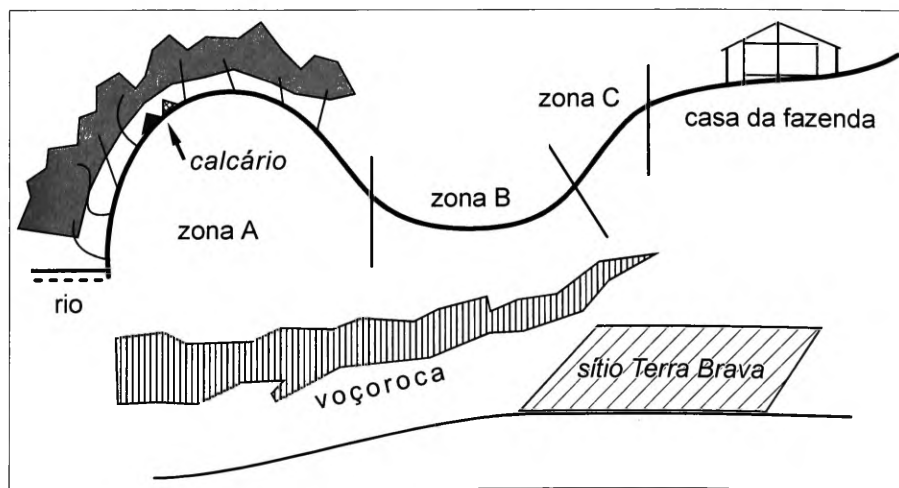 zona C
casa da fazenda
calcário
zona B
zona A
rio
sítio Terra Brava
voçoroca